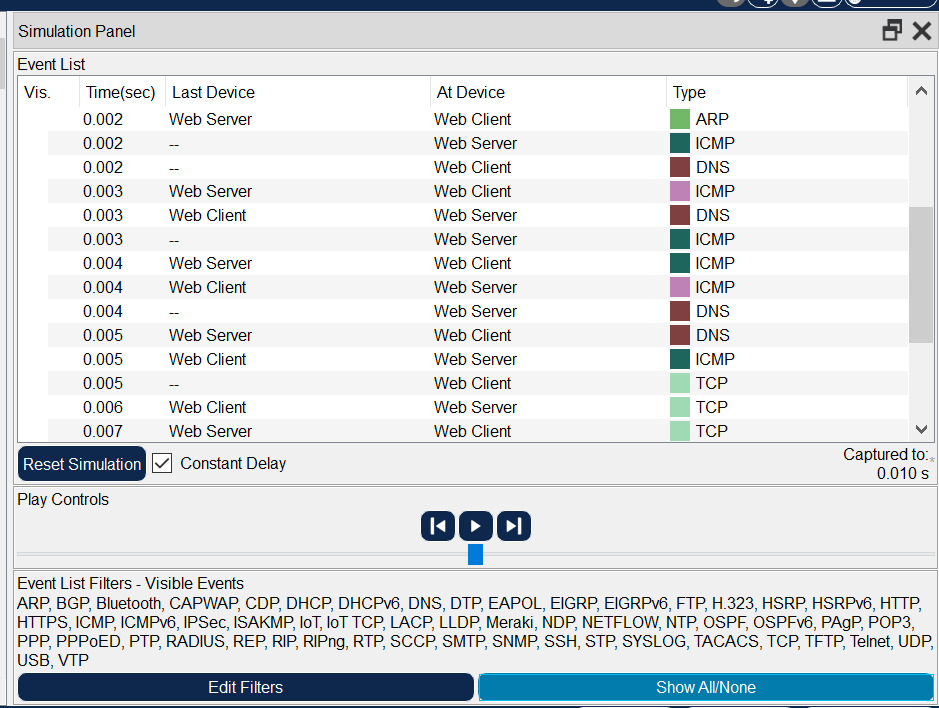 Simulation Panel
Event List
Vis. Time(sec) Last Device At Device Type
0.002 Web Server Web Client ARP
0.002 -- Web Server ICMP
0.002 -- Web Client DNS
0.003 Web Server Web Client ICMP
0.003 Web Client Web Server DNS
0.003 -- Web Server ICMP
0.004 Web Server Web Client ICMP
0.004 Web Client Web Client ICMP
0.004 -- Web Server DNS
0.005 Web Server Web Client DNS
0.005 Web Client Web Server ICMP
0.005 -- Web Client TCP
0.006 Web Client Web Server TCP
0.007 Web Server Web Client TCP
Reset Simulation Constant Delay Captured to:
0.010 s
Play Controls
Event List Filters - Visible Events
ARP, BGP, Bluetooth, CAPWAP, CDP, DHCP, DHCPv6, DNS, DTP, EAPOL, EIGRP, EIGRPv6, FTP, H.323, HSRP, HSRPv6, HTTP,
HTTPS, ICMP, ICMPv6, IPSec, ISAKMP, IoT, IoT TCP, LACP, LLDP, Meraki, NDP, NETFLOW, NTP, OSPF, OSPFv6, PAgP, POP3,
PPP, PPPoED, PTP, RADIUS, REP, RIP, RIPng, RTP, SCCP, SMTP, SNMP, SSH, STP, SYSLOG, TACACS, TCP, TFTP, Telnet, UDP,
USB, VTP
Edit Filters Show All/None